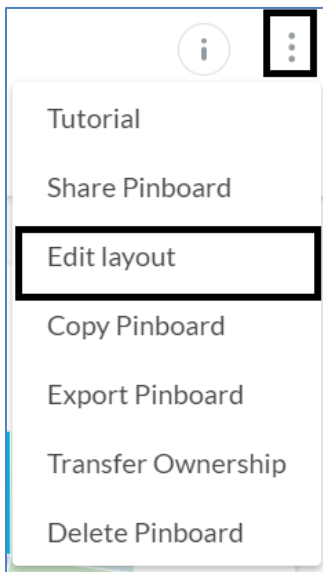 i
Tutorial
Share Pinboard
Edit layout
Copy Pinboard
Export Pinboard
Transfer Ownership
Delete Pinboard